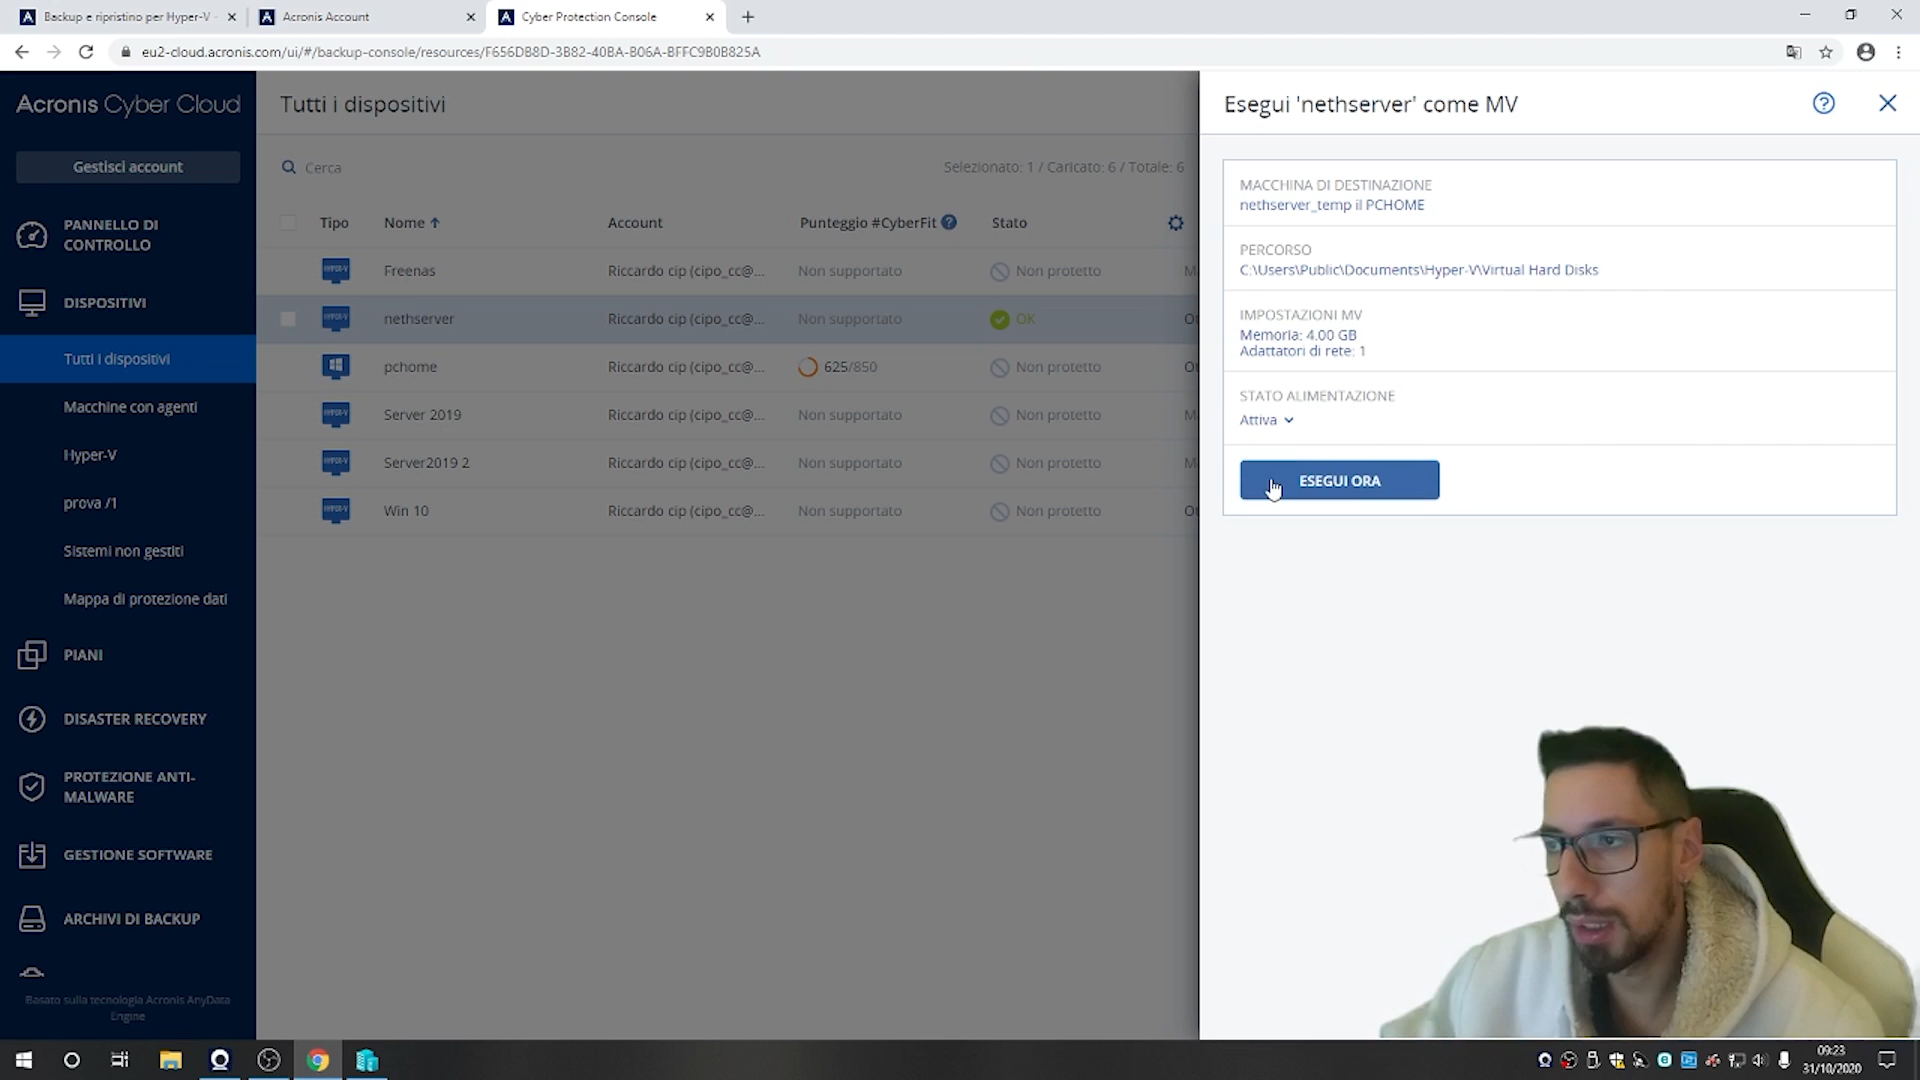 Backup e ripristino per Hyper-V
Acronis Account
Cyber Protection Console
eu2-cloud.acronis.com/ui/#/backup-console/resources/F656DB8D-3B82-40BA-B06A-BFFC9B0B825A
Acronis Cyber Cloud
Gestisci account
PANNELLO DI
CONTROLLO
DISPOSITIVI
Tutti i dispositivi
Macchine con agenti
Hyper-V
prova /1
Sistemi non gestiti
Mappa di protezione dati
PIANI
DISASTER RECOVERY
PROTEZIONE ANTI-
MALWARE
GESTIONE SOFTWARE
ARCHIVI DI BACKUP
Basato sulla tecnologia Acronis AnyData
Engine
Tutti i dispositivi
Cerca
Selezionato: 1 / Caricato: 6 / Totale: 6
Tipo Nome Account Punteggio #CyberFit Stato
Freenas Riccardo cip (cipo_cc@... Non supportato Non protetto
nethserver Riccardo cip (cipo_cc@... Non supportato OK
pchome Riccardo cip (cipo_cc@... 625/850 Non protetto
Server 2019 Riccardo cip (cipo_cc@... Non supportato Non protetto
Server2019 2 Riccardo cip (cipo_cc@... Non supportato Non protetto
Win 10 Riccardo cip (cipo_cc@... Non supportato Non protetto
Esegui 'nethserver' come MV
MACCHINA DI DESTINAZIONE
nethserver_temp il PCHOME
PERCORSO
C:\Users\Public\Documents\Hyper-V\Virtual Hard Disks
IMPOSTAZIONI MV
Memoria: 4.00 GB
Adattatori di rete: 1
STATO ALIMENTAZIONE
Attiva
ESEGUI ORA
09:23
31/10/2020